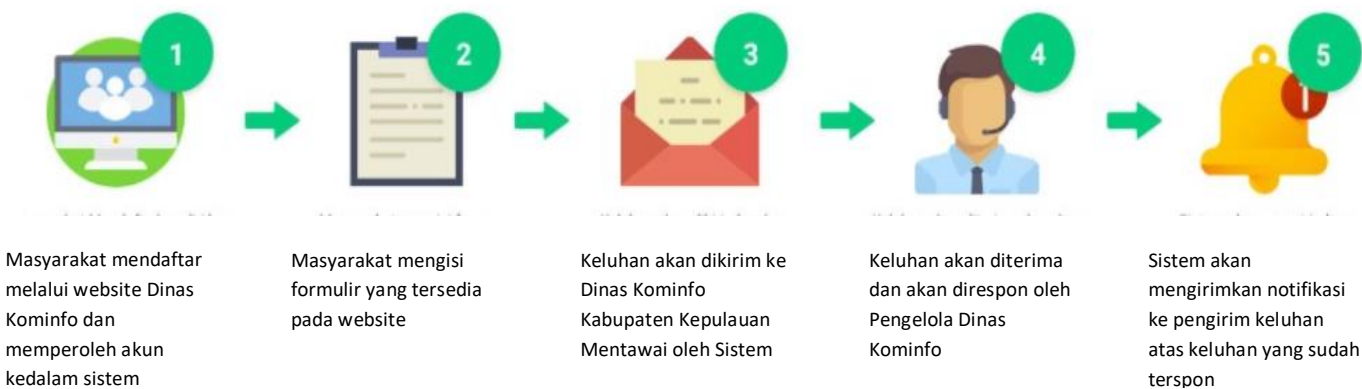 1
2
3
4
5
1
Masyarakat mendaftar
melalui website Dinas
Kominfo dan
memperoleh akun
kedalam sistem
Masyarakat mengisi
formulir yang tersedia
pada website
Keluhan akan dikirim ke
Dinas Kominfo
Kabupaten Kepulauan
Mentawai oleh Sistem
Keluhan akan diterima
dan akan direspon oleh
Pengelola Dinas
Kominfo
Sistem akan
mengirimkan notifikasi
ke pengirim keluhan
atas keluhan yang sudah
terspon